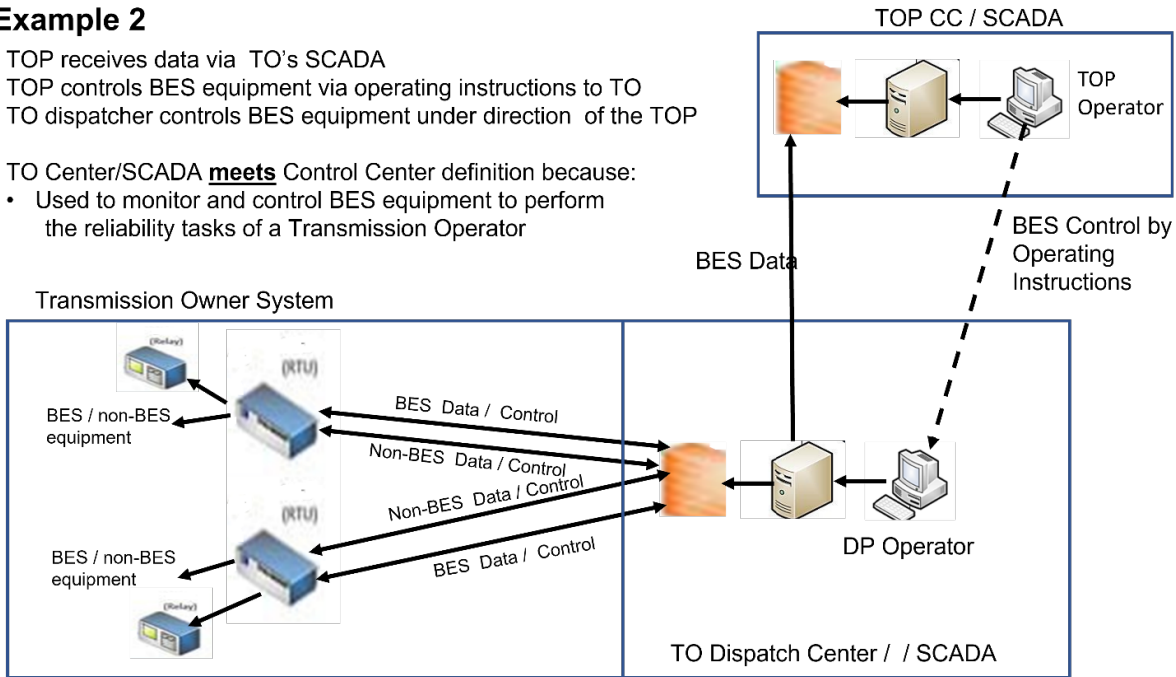 Example 2
TOP receives data via TO's SCADA
TOP controls BES equipment via operating instructions to TO
TO dispatcher controls BES equipment under direction of the TOP
TO Center/SCADA meets Control Center definition because:
• Used to monitor and control BES equipment to perform
the reliability tasks of a Transmission Operator
TOP CC / SCADA
TOP
Operator
BES Data
BES Control by
Operating
Instructions
Transmission Owner System
(Relay)
(RTU)
BES / non-BES
equipment
BES Data / Control
Non-BES Data / Control
Non-BES Data / Control
BES Data / Control
(RTU)
BES / non-BES
equipment
(Relay)
DP Operator
TO Dispatch Center / / SCADA